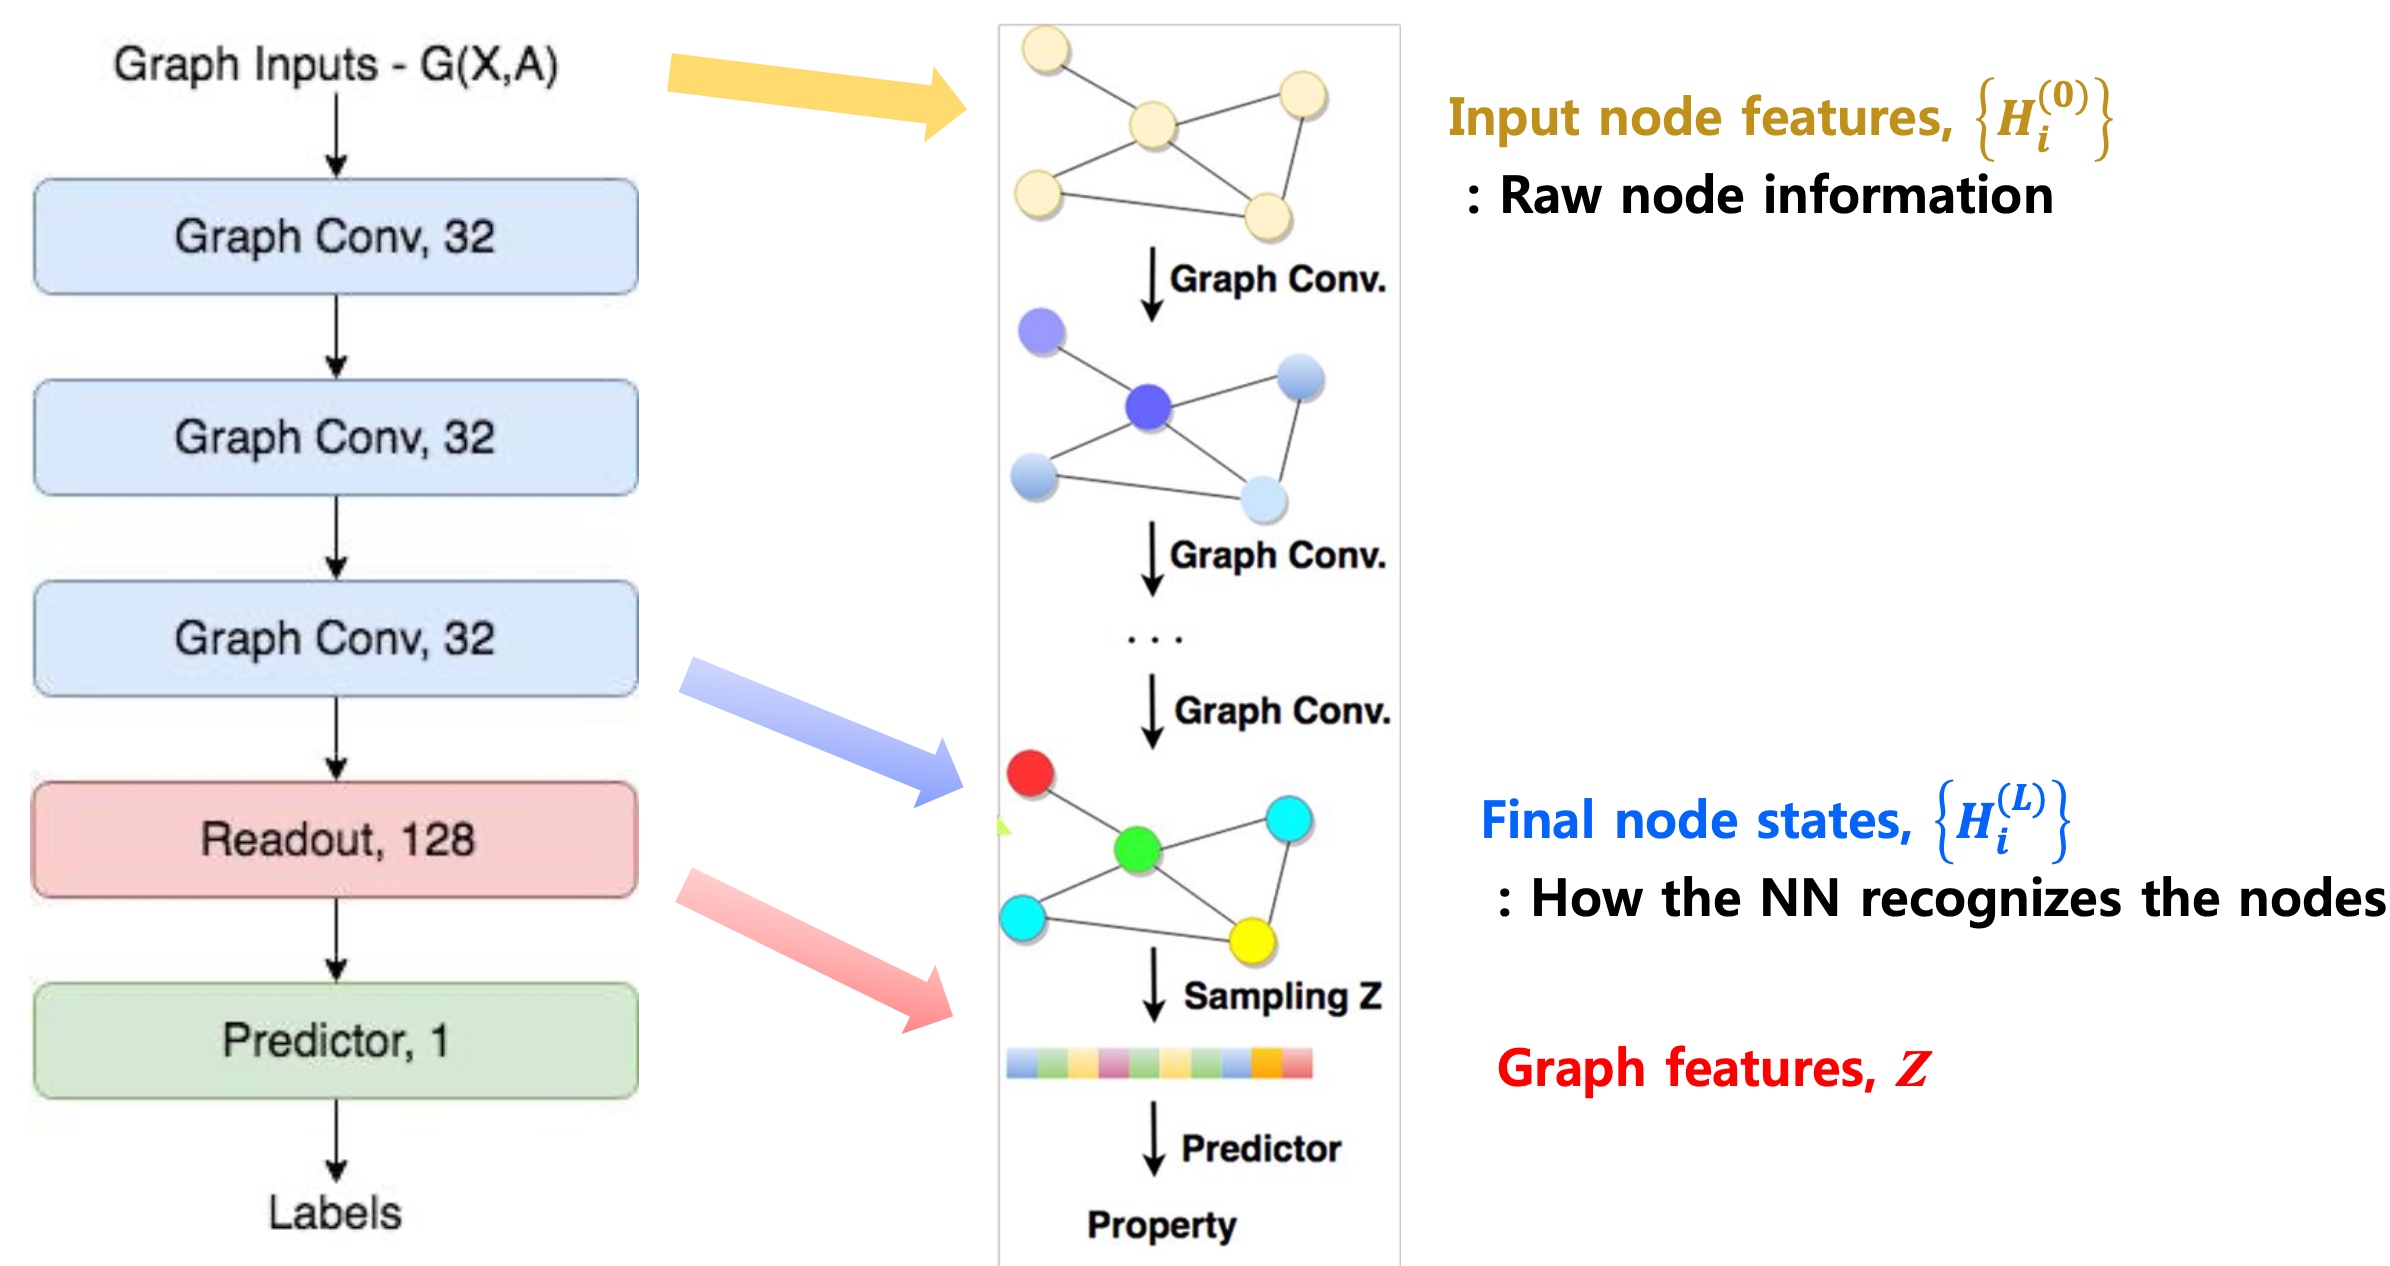 Graph Inputs - G(X,A)
Graph Conv, 32
Graph Conv, 32
Graph Conv, 32
Readout, 128
Predictor, 1
Labels
Graph Conv.
Graph Conv.
. . .
Graph Conv.
Sampling Z
Predictor
Property
Input node features, {H_i^(0)}
: Raw node information
Final node states, {H_i^(L)}
: How the NN recognizes the nodes
Graph features, Z